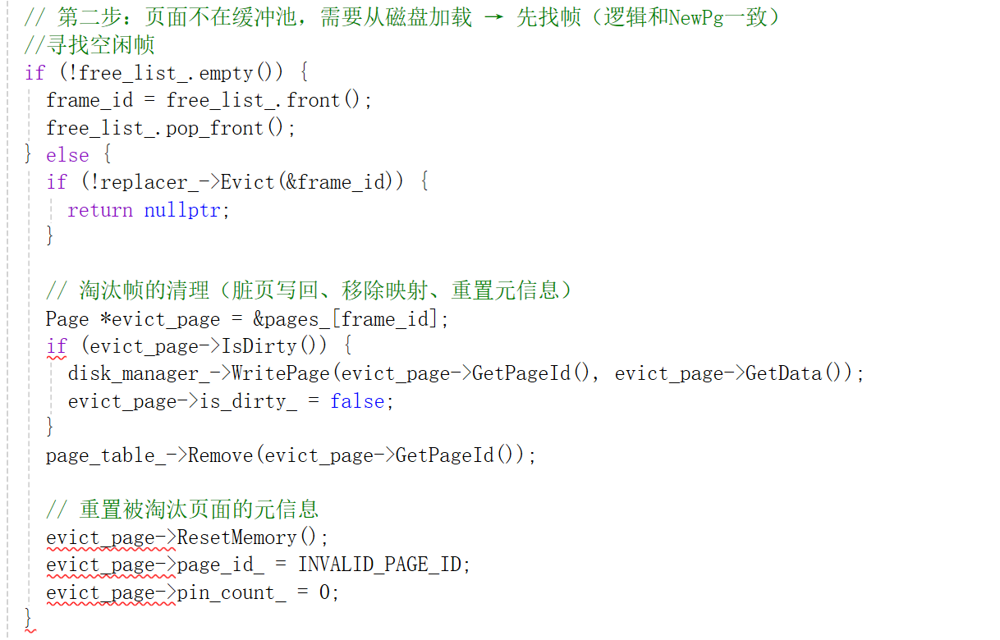 // 第二步：页面不在缓冲池，需要从磁盘加载 → 先找帧（逻辑和NewPg一致）
//寻找空闲帧
if (!free_list_.empty()) {
frame_id = free_list_.front();
free_list_.pop_front();
} else {
if (!replacer_->Evict(&frame_id)) {
return nullptr;
}
// 淘汰帧的清理（脏页写回、移除映射、重置元信息）
Page *evict_page = &pages_[frame_id];
if (evict_page->IsDirty()) {
disk_manager_->WritePage(evict_page->GetPageId(), evict_page->GetData());
evict_page->is_dirty_ = false;
}
page_table_->Remove(evict_page->GetPageId());
// 重置被淘汰页面的元信息
evict_page->ResetMemory();
evict_page->page_id_ = INVALID_PAGE_ID;
evict_page->pin_count_ = 0;
}